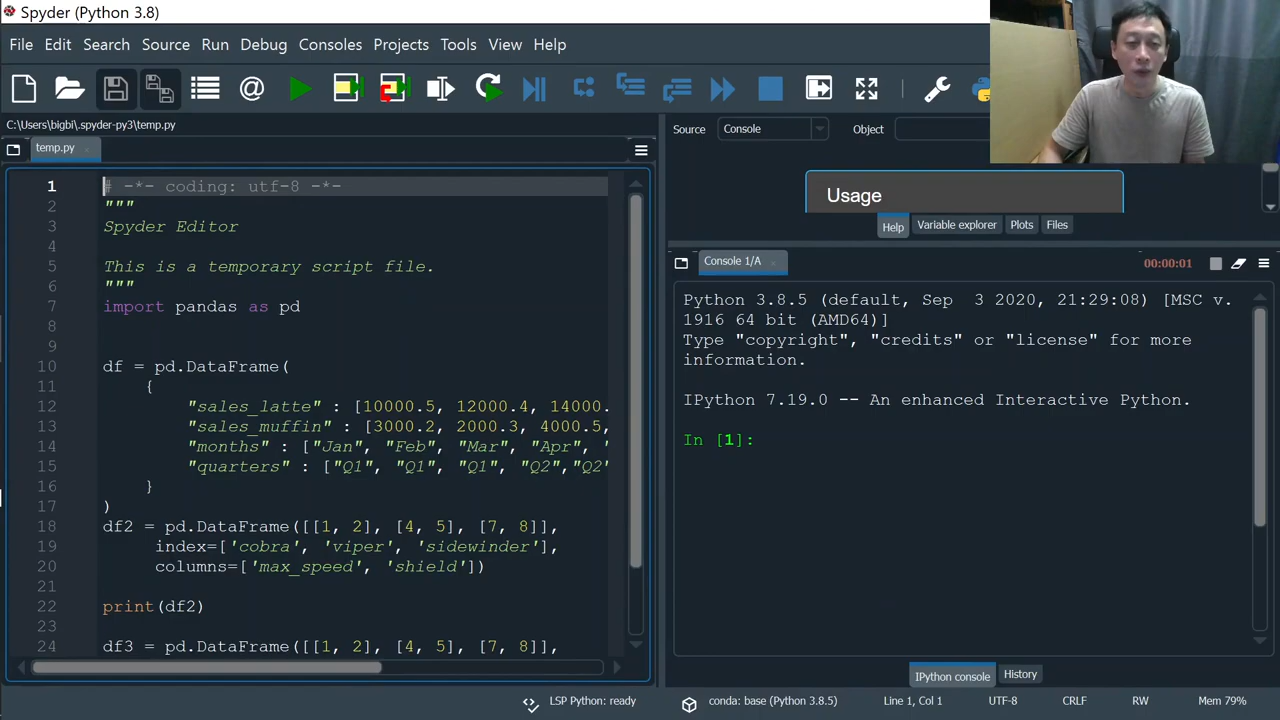 Spyder (Python 3.8)
File Edit Search Source Run Debug Consoles Projects Tools View Help
C:\Users\bigbi\.spyder-py3\temp.py
temp.py
1 # -*- coding: utf-8 -*-
2 """
3 Spyder Editor
4
5 This is a temporary script file.
6 """
7 import pandas as pd
8
9
10 df = pd.DataFrame(
11 {
12 "sales_latte" : [10000.5, 12000.4, 14000.
13 "sales_muffin" : [3000.2, 2000.3, 4000.5,
14 "months" : ["Jan", "Feb", "Mar", "Apr",
15 "quarters" : ["Q1", "Q1", "Q1", "Q2","Q2"
16 }
17 )
18 df2 = pd.DataFrame([[1, 2], [4, 5], [7, 8]],
19 index=['cobra', 'viper', 'sidewinder'],
20 columns=['max_speed', 'shield'])
21
22 print(df2)
23
24 df3 = pd.DataFrame([[1, 2], [4, 5], [7, 8]],
Source Console Object
Usage
Help Variable explorer Plots Files
Console 1/A
00:00:01
Python 3.8.5 (default, Sep 3 2020, 21:29:08) [MSC v.
1916 64 bit (AMD64)]
Type "copyright", "credits" or "license" for more
information.
IPython 7.19.0 -- An enhanced Interactive Python.
In [1]:
IPython console History
LSP Python: ready conda: base (Python 3.8.5) Line 1, Col 1 UTF-8 CRLF RW Mem 79%